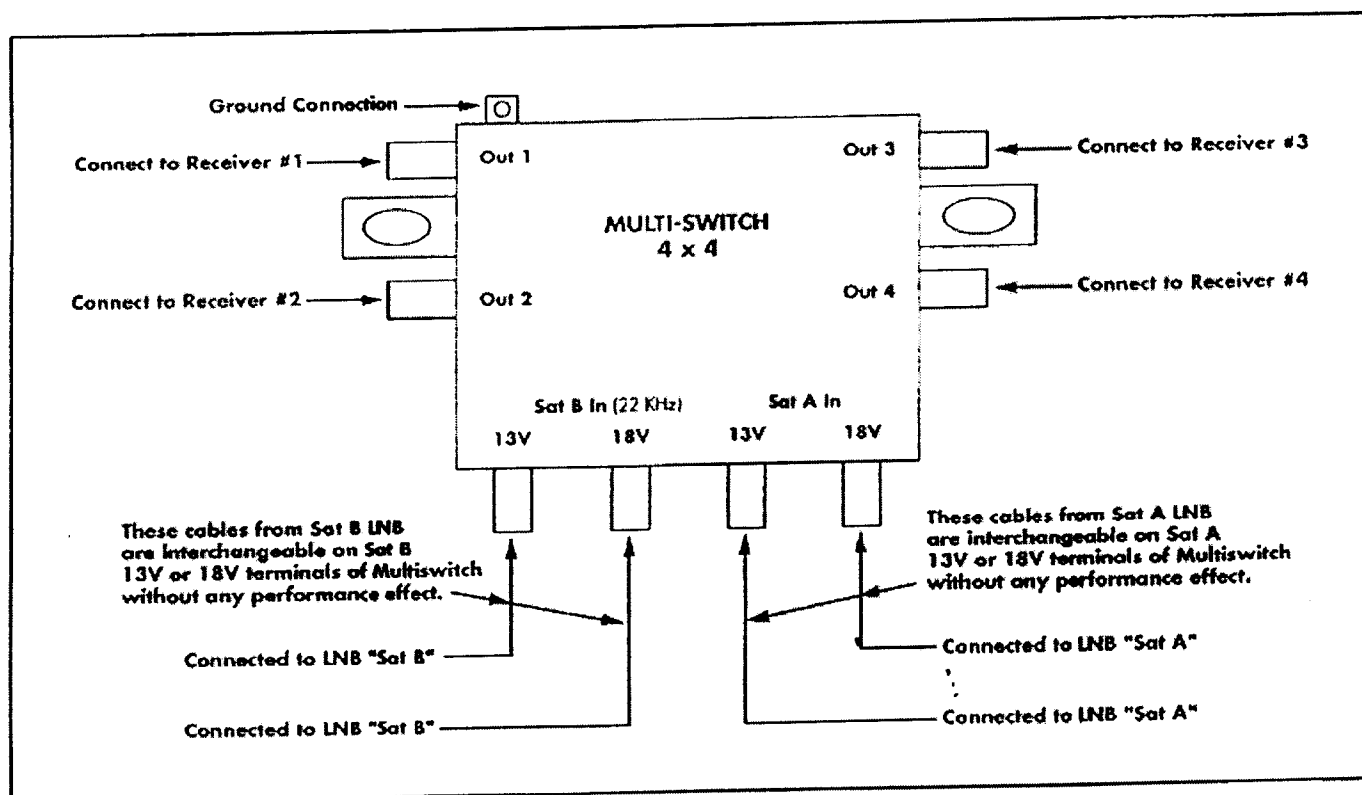 Ground Connection
Connect to Receiver #1
Out 1
Out 3
Connect to Receiver #3
MULTI-SWITCH
4 x 4
Connect to Receiver #2
Out 2
Out 4
Connect to Receiver #4
Sat B In (22 KHz)
Sat A In
13V
18V
13V
18V
These cables from Sat B LNB
are interchangeable on Sat B
13V or 18V terminals of Multiswitch
without any performance effect.
These cables from Sat A LNB
are interchangeable on Sat A
13V or 18V terminals of Multiswitch
without any performance effect.
Connected to LNB "Sat B"
Connected to LNB "Sat A"
Connected to LNB "Sat B"
Connected to LNB "Sat A"